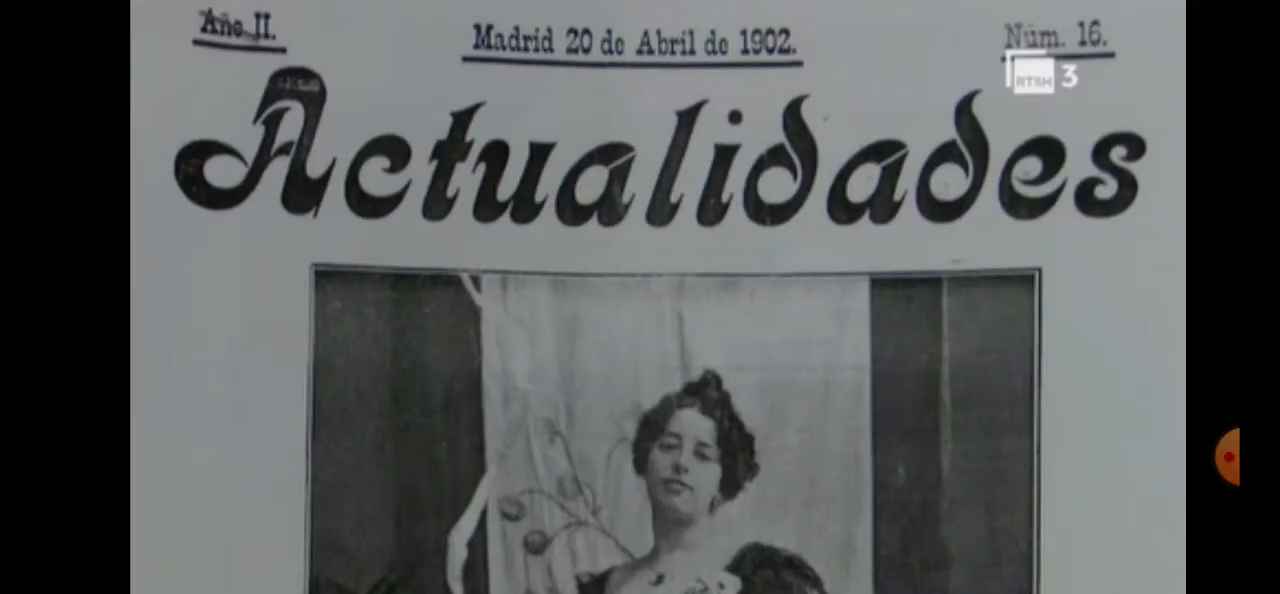 Año II.
Madrid 20 de Abril de 1902.
Núm. 16.
RTSH 3
Actualidades